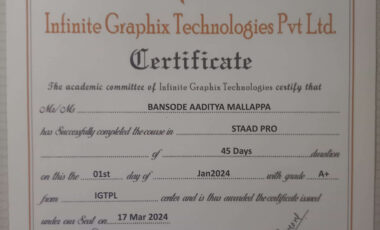 Infinite Graphix Technologies Pvt Ltd.
Certificate
The academic committee of Infinite Graphix Technologies certify that
Mr/Ms BANSODE AADITYA MALLAPPA
has Successfully completed the course in STAAD PRO
of 45 Days duration
on this the 01st day of Jan2024 with grade A+
from IGTPL center and is thus awarded the certificate issued
under our Seal on 17 Mar 2024